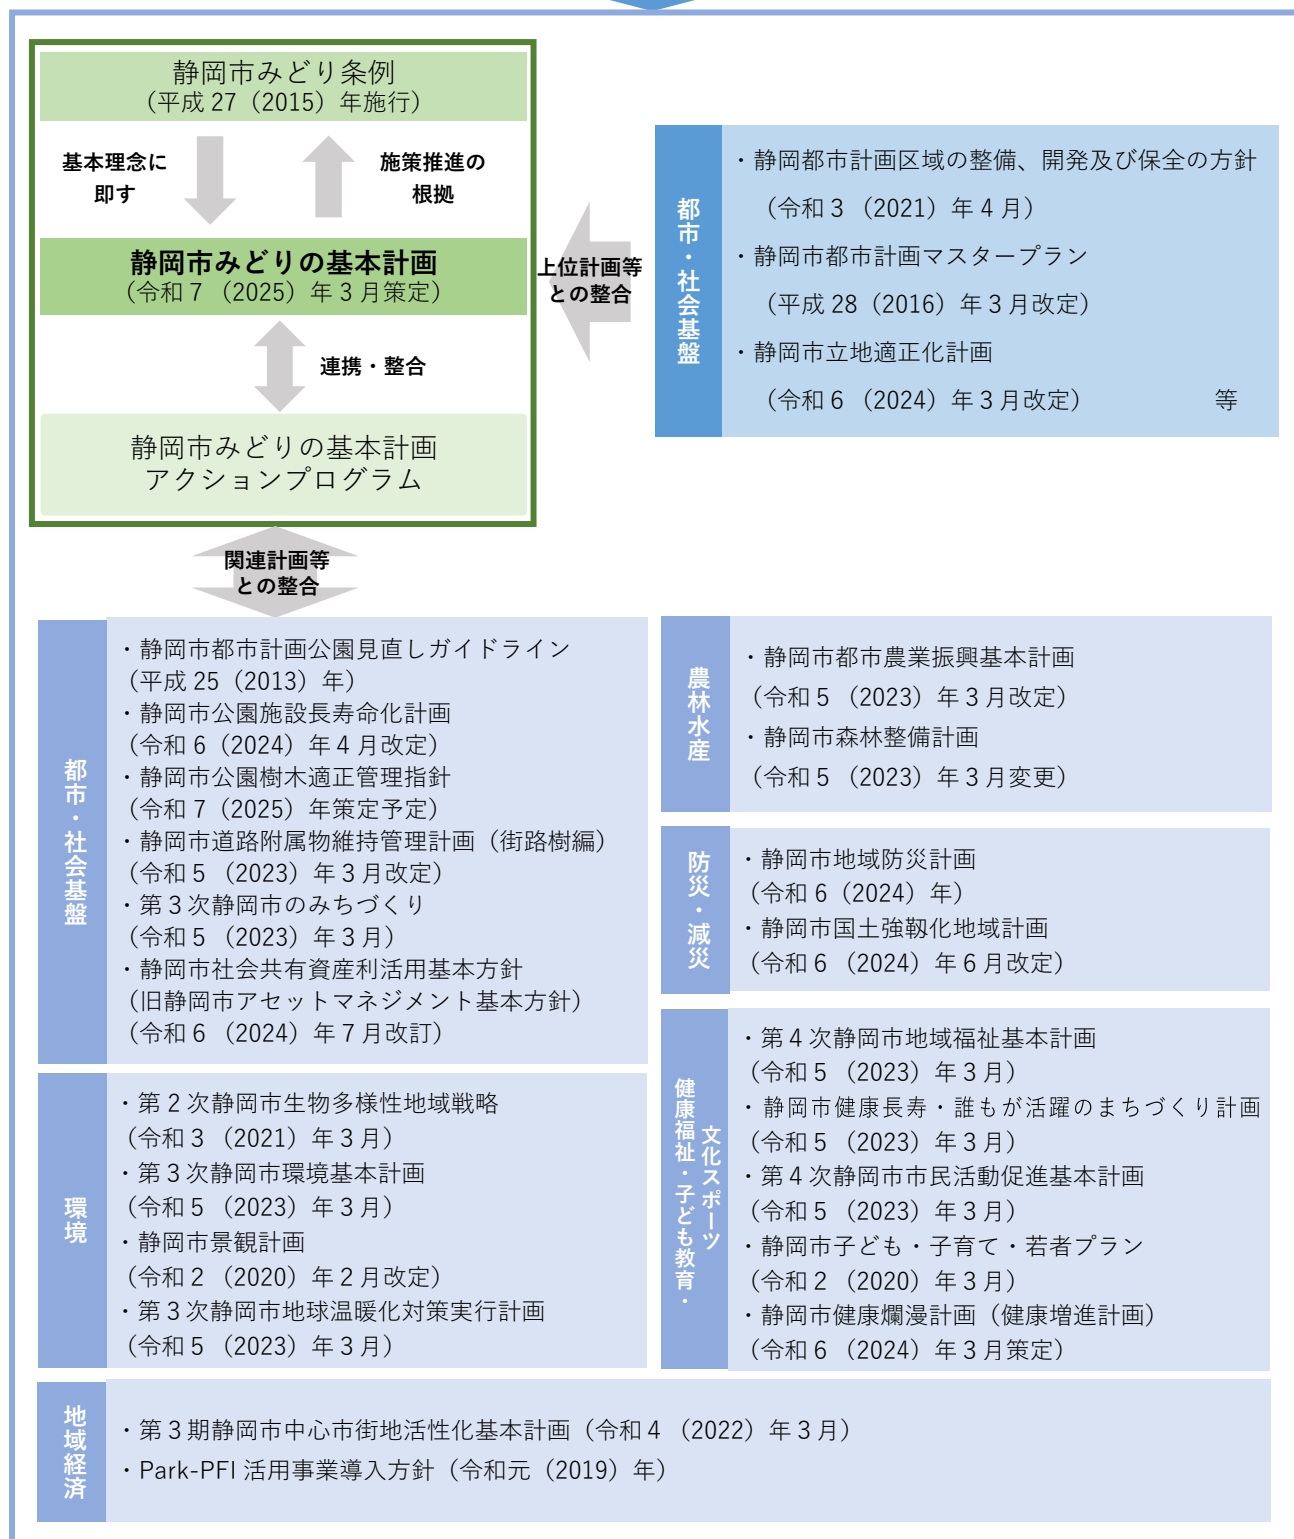 静岡市みどり条例
（平成 27（2015）年施行）
基本理念に
即す
施策推進の
根拠
静岡市みどりの基本計画
（令和 7 （2025）年 3 月策定）
連携・整合
静岡市みどりの基本計画
アクションプログラム
上位計画等
との整合
都市・社会基盤
・静岡都市計画区域の整備、開発及び保全の方針
（令和 3 （2021）年 4 月）
・静岡市都市計画マスタープラン
（平成 28（2016）年 3 月改定）
・静岡市立地適正化計画
（令和 6 （2024）年 3 月改定） 等
関連計画等
との整合
都市・社会基盤
・静岡市都市計画公園見直しガイドライン
（平成 25（2013）年）
・静岡市公園施設長寿命化計画
（令和 6（2024）年 4 月改定）
・静岡市公園樹木適正管理指針
（令和 7（2025）年策定予定）
・静岡市道路附属物維持管理計画（街路樹編）
（令和 5 （2023）年 3 月改定）
・第 3 次静岡市のみちづくり
（令和 5 （2023）年 3 月）
・静岡市社会共有資産利活用基本方針
（旧静岡市アセットマネジメント基本方針）
（令和 6 （2024）年 7 月改訂）
環境
・第 2 次静岡市生物多様性地域戦略
（令和 3 （2021）年 3 月）
・第 3 次静岡市環境基本計画
（令和 5 （2023）年 3 月）
・静岡市景観計画
（令和 2 （2020）年 2 月改定）
・第 3 次静岡市地球温暖化対策実行計画
（令和 5 （2023）年 3 月）
農林水産
・静岡市都市農業振興基本計画
（令和 5 （2023）年 3 月改定）
・静岡市森林整備計画
（令和 5 （2023）年 3 月変更）
防災・減災
・静岡市地域防災計画
（令和 6（2024）年）
・静岡市国土強靱化地域計画
（令和 6 （2024）年 6 月改定）
健康福祉・子ども教育・
文化スポーツ
・第 4 次静岡市地域福祉基本計画
（令和 5 （2023）年 3 月）
・静岡市健康長寿・誰もが活躍のまちづくり計画
（令和 5 （2023）年 3 月）
・第 4 次静岡市市民活動促進基本計画
（令和 5 （2023）年 3 月）
・静岡市子ども・子育て・若者プラン
（令和 2 （2020）年 3 月）
・静岡市健康爛漫計画（健康増進計画）
（令和 6 （2024）年 3 月策定）
地域経済
・第 3 期静岡市中心市街地活性化基本計画（令和 4 （2022）年 3 月）
・Park-PFI 活用事業導入方針（令和元（2019）年）